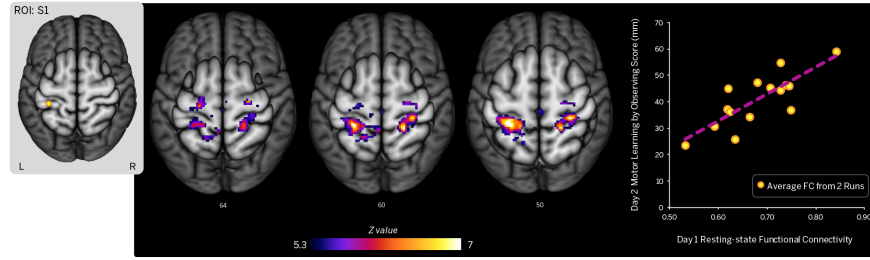 ROI: S1
L
R
64
60
50
Z value
5.3
7
Day 2 Motor Learning by Observing Score (mm)
70
60
50
40
30
20
10
0
0.50
0.60
0.70
0.80
0.90
Average FC from 2 Runs
Day 1 Resting-state Functional Connectivity